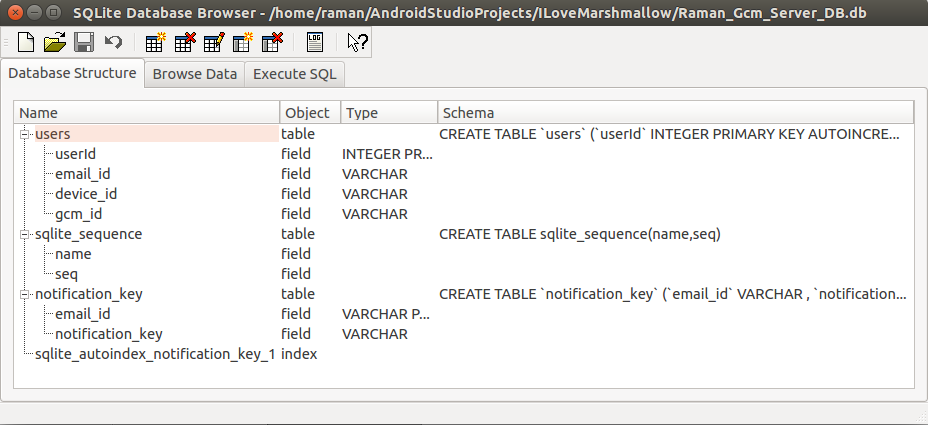 SQLite Database Browser - /home/raman/AndroidStudioProjects/ILoveMarshmallow/Raman_Gcm_Server_DB.db
LOG
Database Structure Browse Data Execute SQL
Name Object Type Schema
users table CREATE TABLE `users` (`userId` INTEGER PRIMARY KEY AUTOINCRE...
userId field INTEGER PR...
email_id field VARCHAR
device_id field VARCHAR
gcm_id field VARCHAR
sqlite_sequence table CREATE TABLE sqlite_sequence(name,seq)
name field
seq field
notification_key table CREATE TABLE `notification_key` (`email_id` VARCHAR , `notification...
email_id field VARCHAR P...
notification_key field VARCHAR
sqlite_autoindex_notification_key_1 index